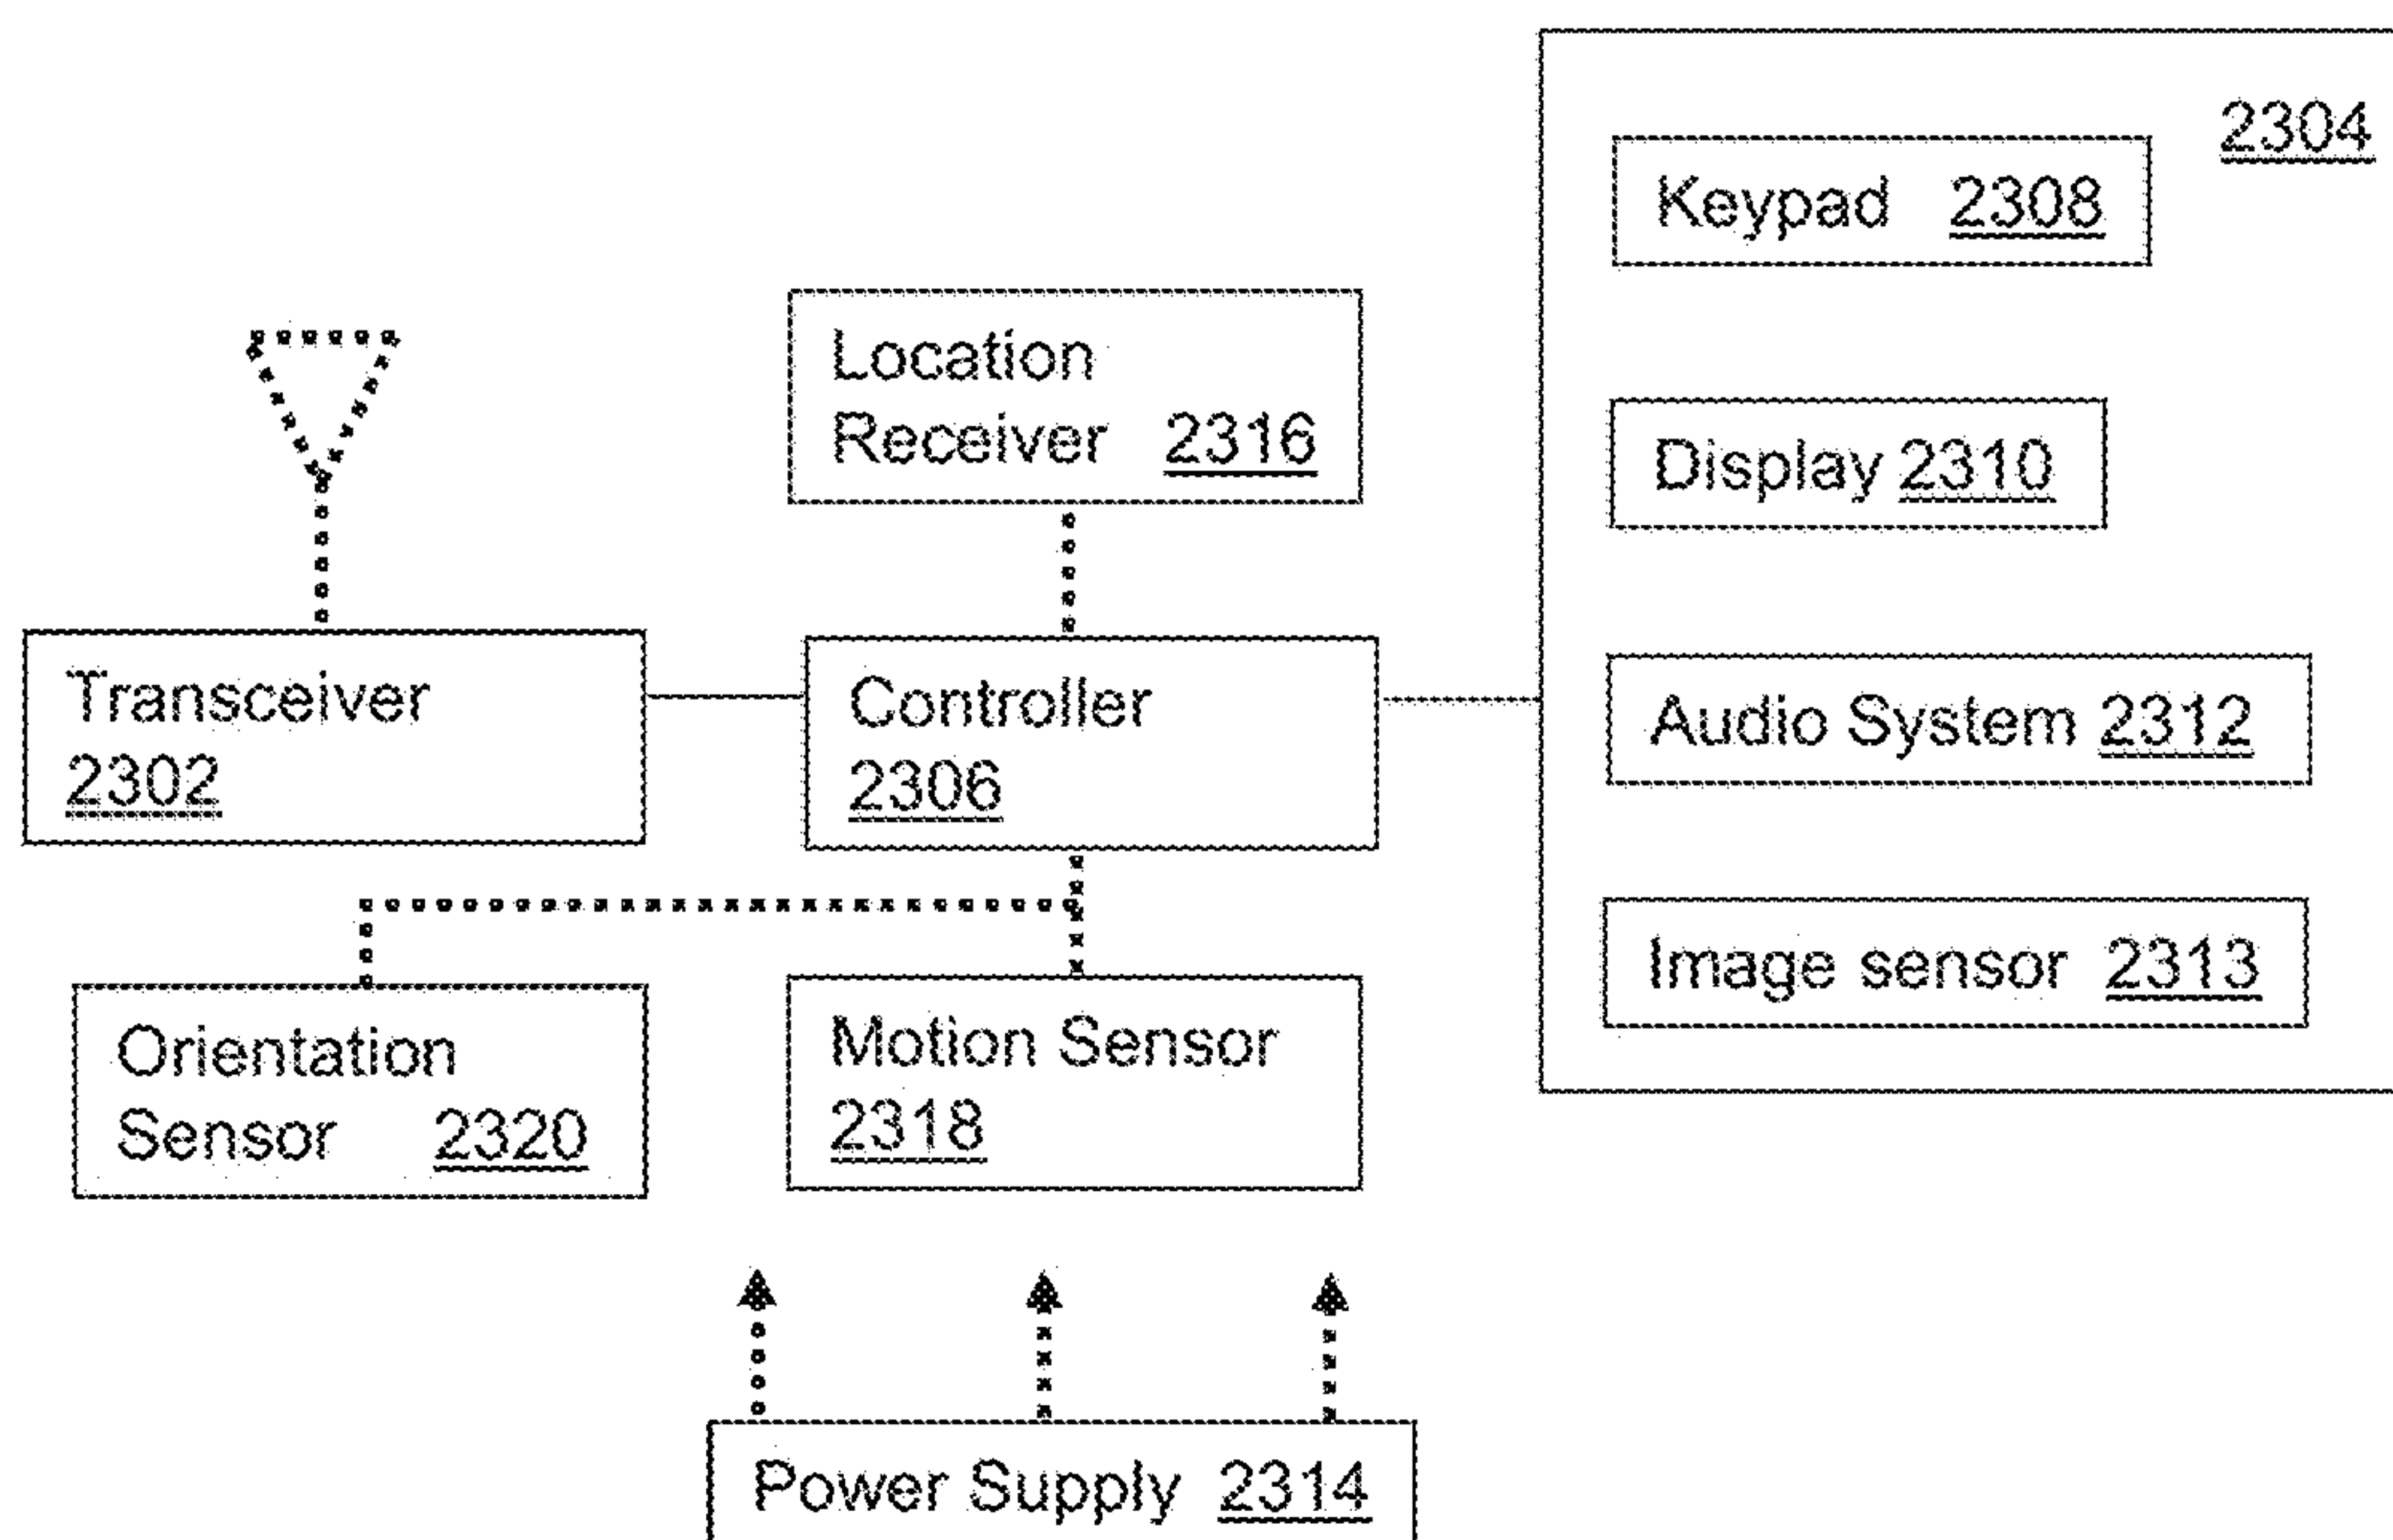 2304
Keypad 2308
Location
Receiver 2316
Display 2310
Transceiver
2302
Controller
2306
Audio System 2312
Image sensor 2313
Orientation
Sensor 2320
Motion Sensor
2318
Power Supply 2314